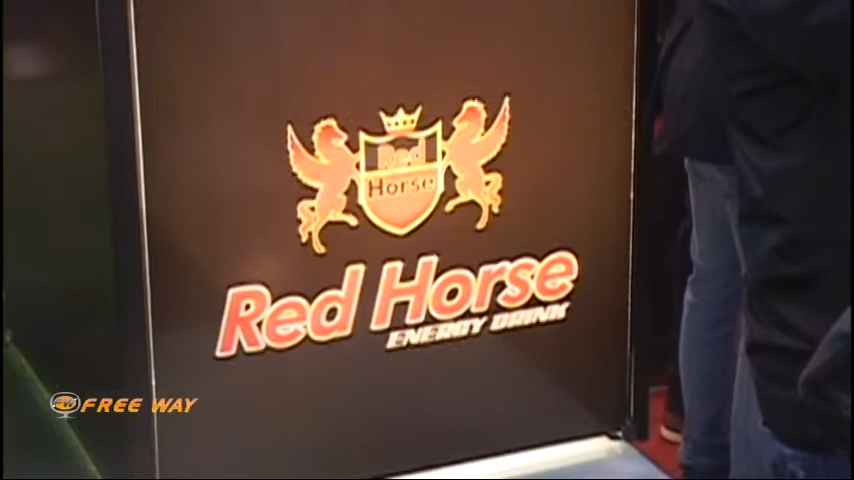 Red
Horse
Red Horse
ENERGY DRINK
FREE WAY